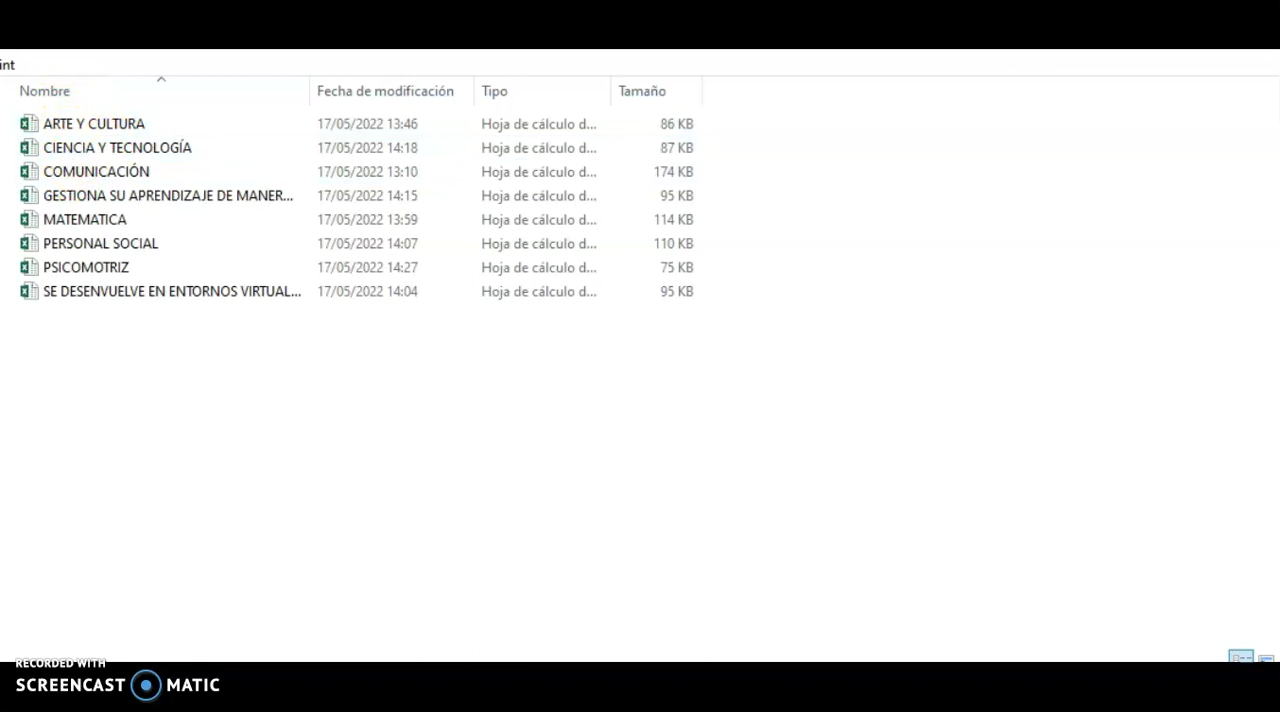 int
Nombre Fecha de modificación Tipo Tamaño
ARTE Y CULTURA 17/05/2022 13:46 Hoja de cálculo d... 86 KB
CIENCIA Y TECNOLOGÍA 17/05/2022 14:18 Hoja de cálculo d... 87 KB
COMUNICACIÓN 17/05/2022 13:10 Hoja de cálculo d... 174 KB
GESTIONA SU APRENDIZAJE DE MANER... 17/05/2022 14:15 Hoja de cálculo d... 95 KB
MATEMATICA 17/05/2022 13:59 Hoja de cálculo d... 114 KB
PERSONAL SOCIAL 17/05/2022 14:07 Hoja de cálculo d... 110 KB
PSICOMOTRIZ 17/05/2022 14:27 Hoja de cálculo d... 75 KB
SE DESENVUELVE EN ENTORNOS VIRTUAL... 17/05/2022 14:04 Hoja de cálculo d... 95 KB
RECORDED WITH
SCREENCAST MATIC